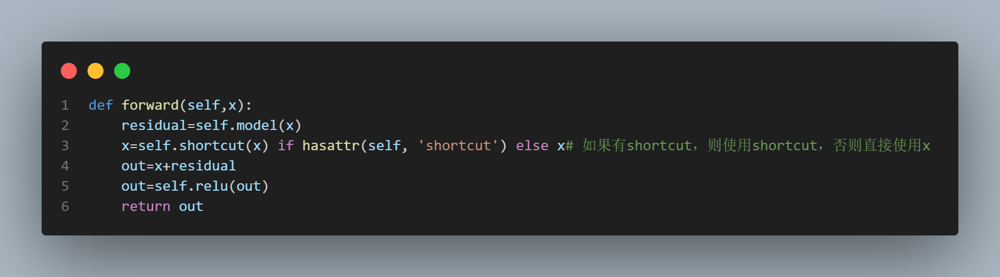 1 def forward(self,x):
2     residual=self.model(x)
3     x=self.shortcut(x) if hasattr(self, 'shortcut') else x# 如果有shortcut，则使用shortcut，否则直接使用x
4     out=x+residual
5     out=self.relu(out)
6     return out